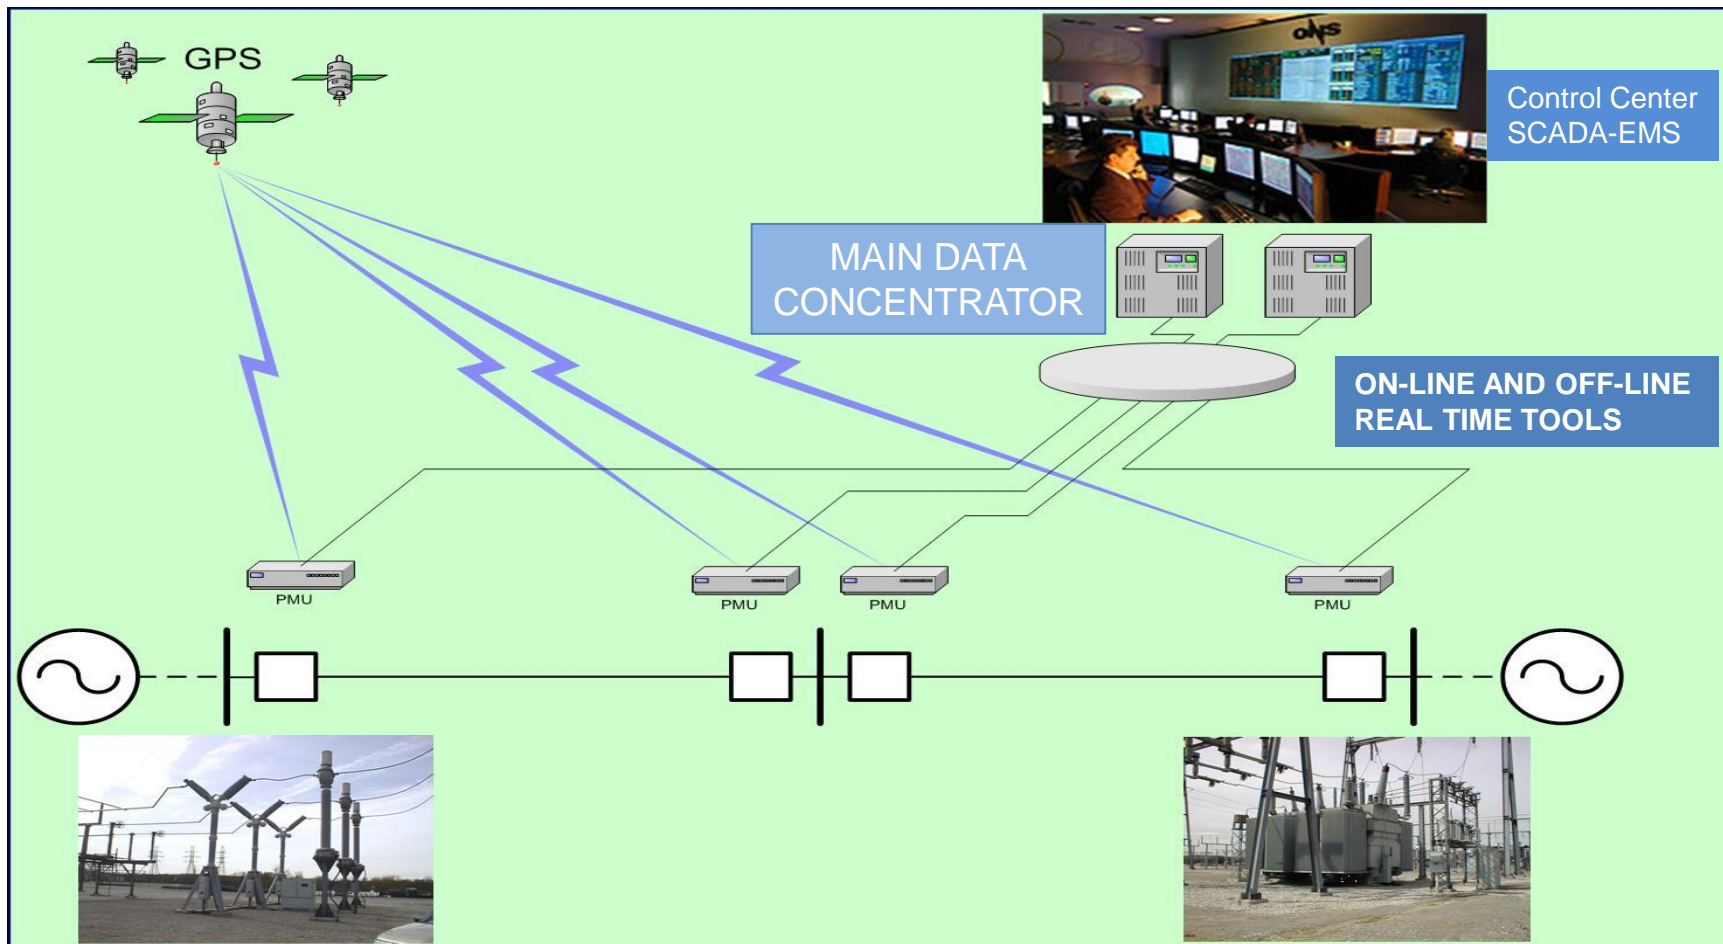 GPS
ONS
Control Center
SCADA-EMS
MAIN DATA
CONCENTRATOR
ON-LINE AND OFF-LINE
REAL TIME TOOLS
PMU
PMU
PMU
PMU